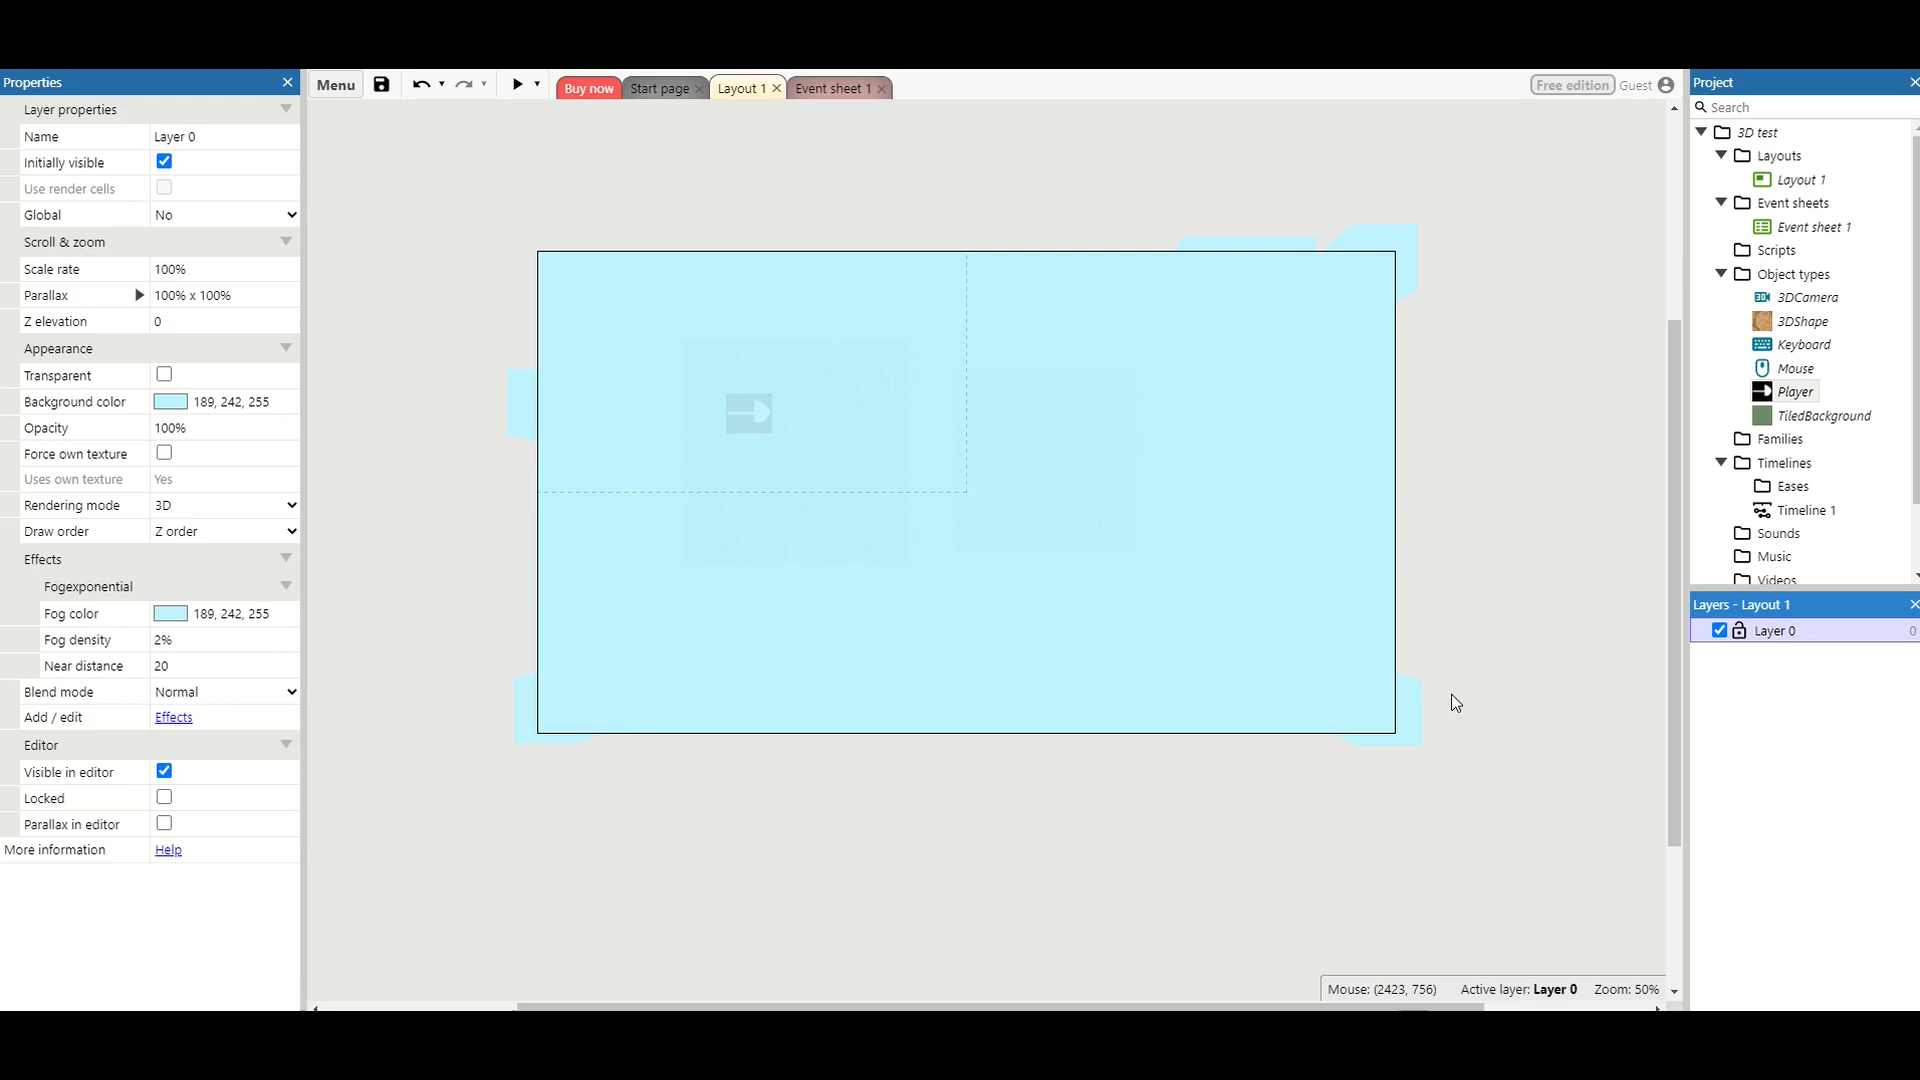 Properties
Layer properties
Name Layer 0
Initially visible
Use render cells
Global No
Scroll & zoom
Scale rate 100%
Parallax 100% x 100%
Z elevation 0
Appearance
Transparent
Background color 189, 242, 255
Opacity 100%
Force own texture
Uses own texture Yes
Rendering mode 3D
Draw order Z order
Effects
Fogexponential
Fog color 189, 242, 255
Fog density 2%
Near distance 20
Blend mode Normal
Add / edit Effects
Editor
Visible in editor
Locked
Parallax in editor
More information Help
Menu Buy now Start page Layout 1 Event sheet 1 Free edition Guest
Mouse: (2423, 756) Active layer: Layer 0 Zoom: 50%
Project
Search
3D test
Layouts
Layout 1
Event sheets
Event sheet 1
Scripts
Object types
3DCamera
3DShape
Keyboard
Mouse
Player
TiledBackground
Families
Timelines
Eases
Timeline 1
Sounds
Music
Videos
Layers - Layout 1
Layer 0 0